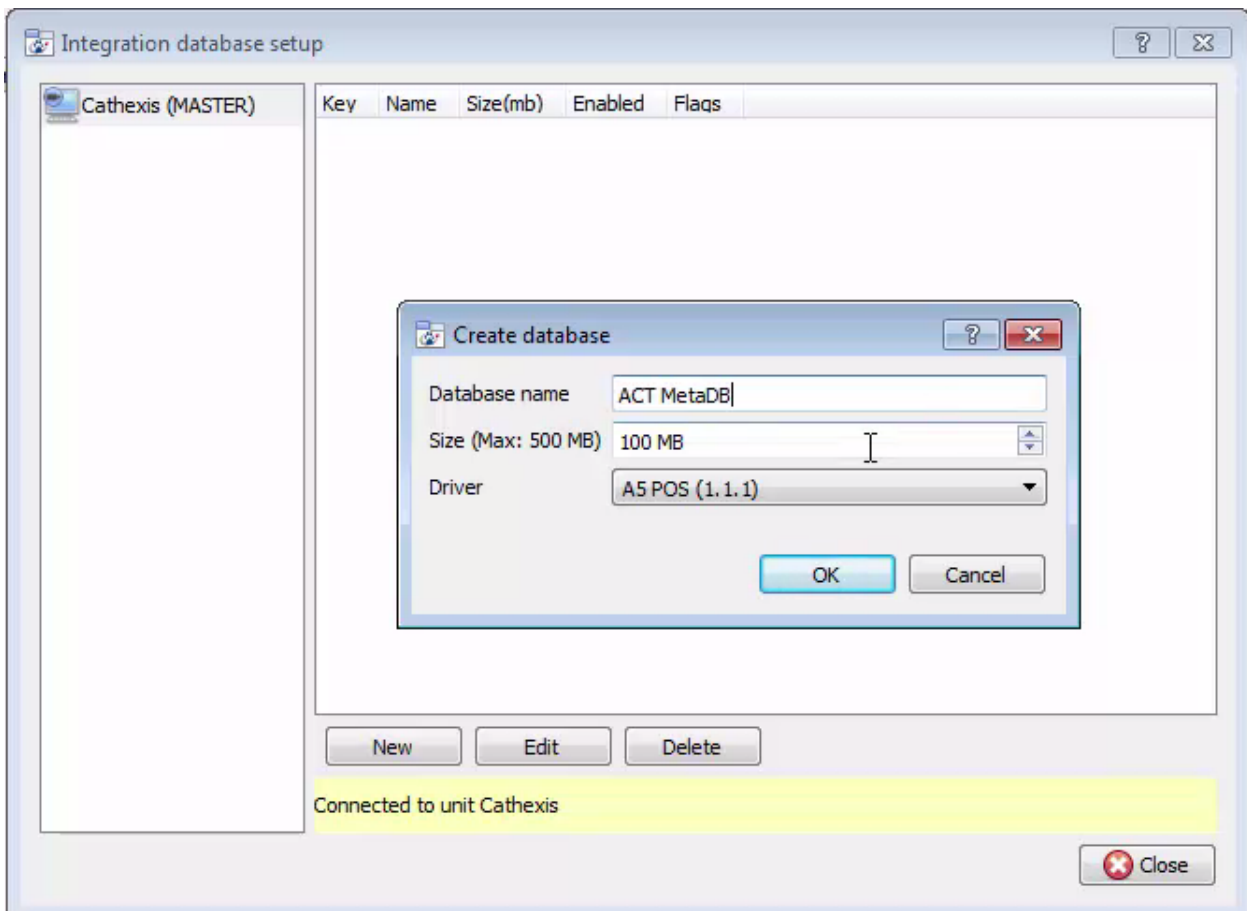 Integration database setup
Cathexis (MASTER)
Key Name Size(mb) Enabled Flags
Create database
Database name ACT MetaDB
Size (Max: 500 MB) 100 MB
Driver A5 POS (1.1.1)
OK Cancel
New Edit Delete
Connected to unit Cathexis
Close